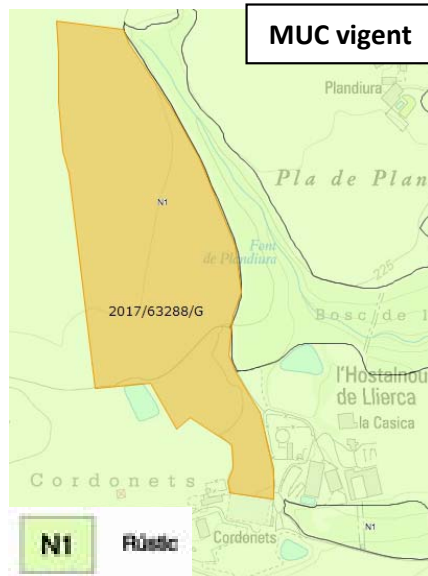 MUC vigent
Plandiura
Pla de Plan
N1
Font
de Plandiura
226
2017/63288/G
Bosc de l
l'Hostalnou
de Llierca
la Casica
Cordonets
N1
Cordonets
N1 Rústic